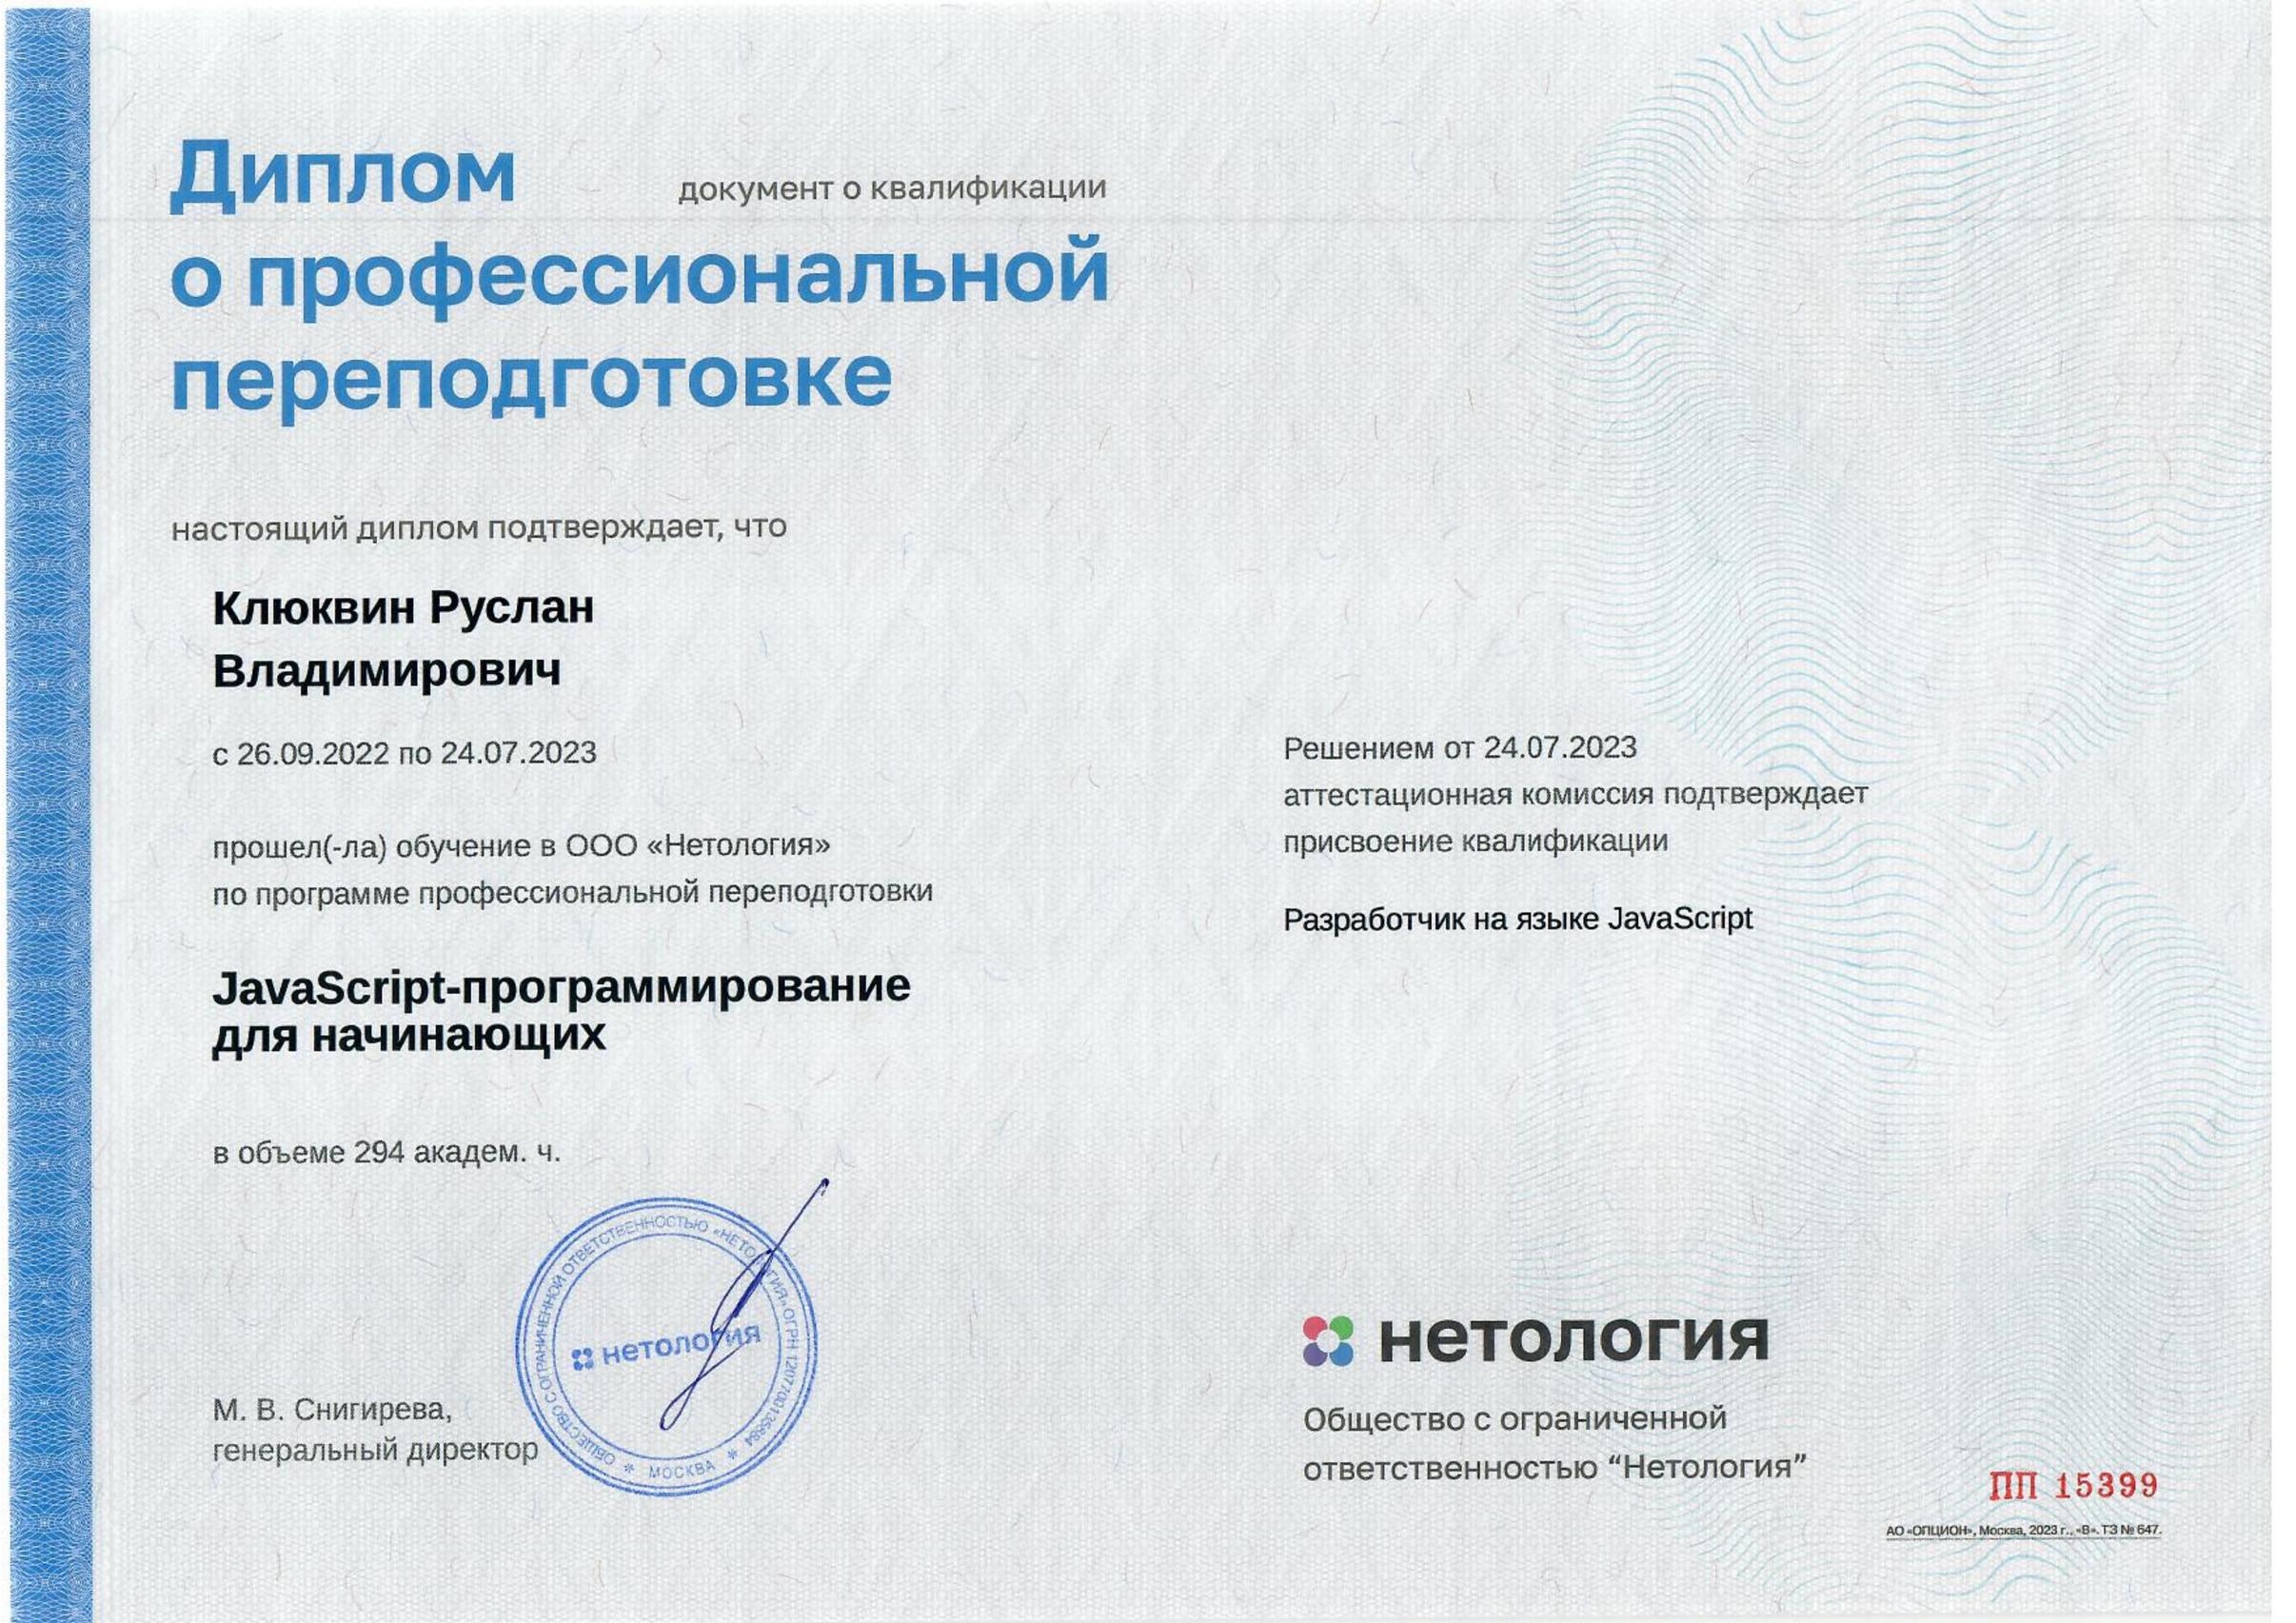 Диплом
документ о квалификации
о профессиональной
переподготовке
настоящий диплом подтверждает, что
Клюквин Руслан
Владимирович
с 26.09.2022 по 24.07.2023
прошел(-ла) обучение в ООО «Нетология»
по программе профессиональной переподготовки
JavaScript-программирование
для начинающих
в объеме 294 академ. ч.
М. В. Снигирева,
генеральный директор
ОБЩЕСТВО С ОГРАНИЧЕННОЙ ОТВЕТСТВЕННОСТЬЮ «НЕТОЛОГИЯ» ОГРН
* МОСКВА *
нетология
Решением от 24.07.2023
аттестационная комиссия подтверждает
присвоение квалификации
Разработчик на языке JavaScript
нетология
Общество с ограниченной
ответственностью “Нетология”
ПП 15399
АО «ОПЦИОН», Москва, 2023 г., «В». ТЗ № 647.